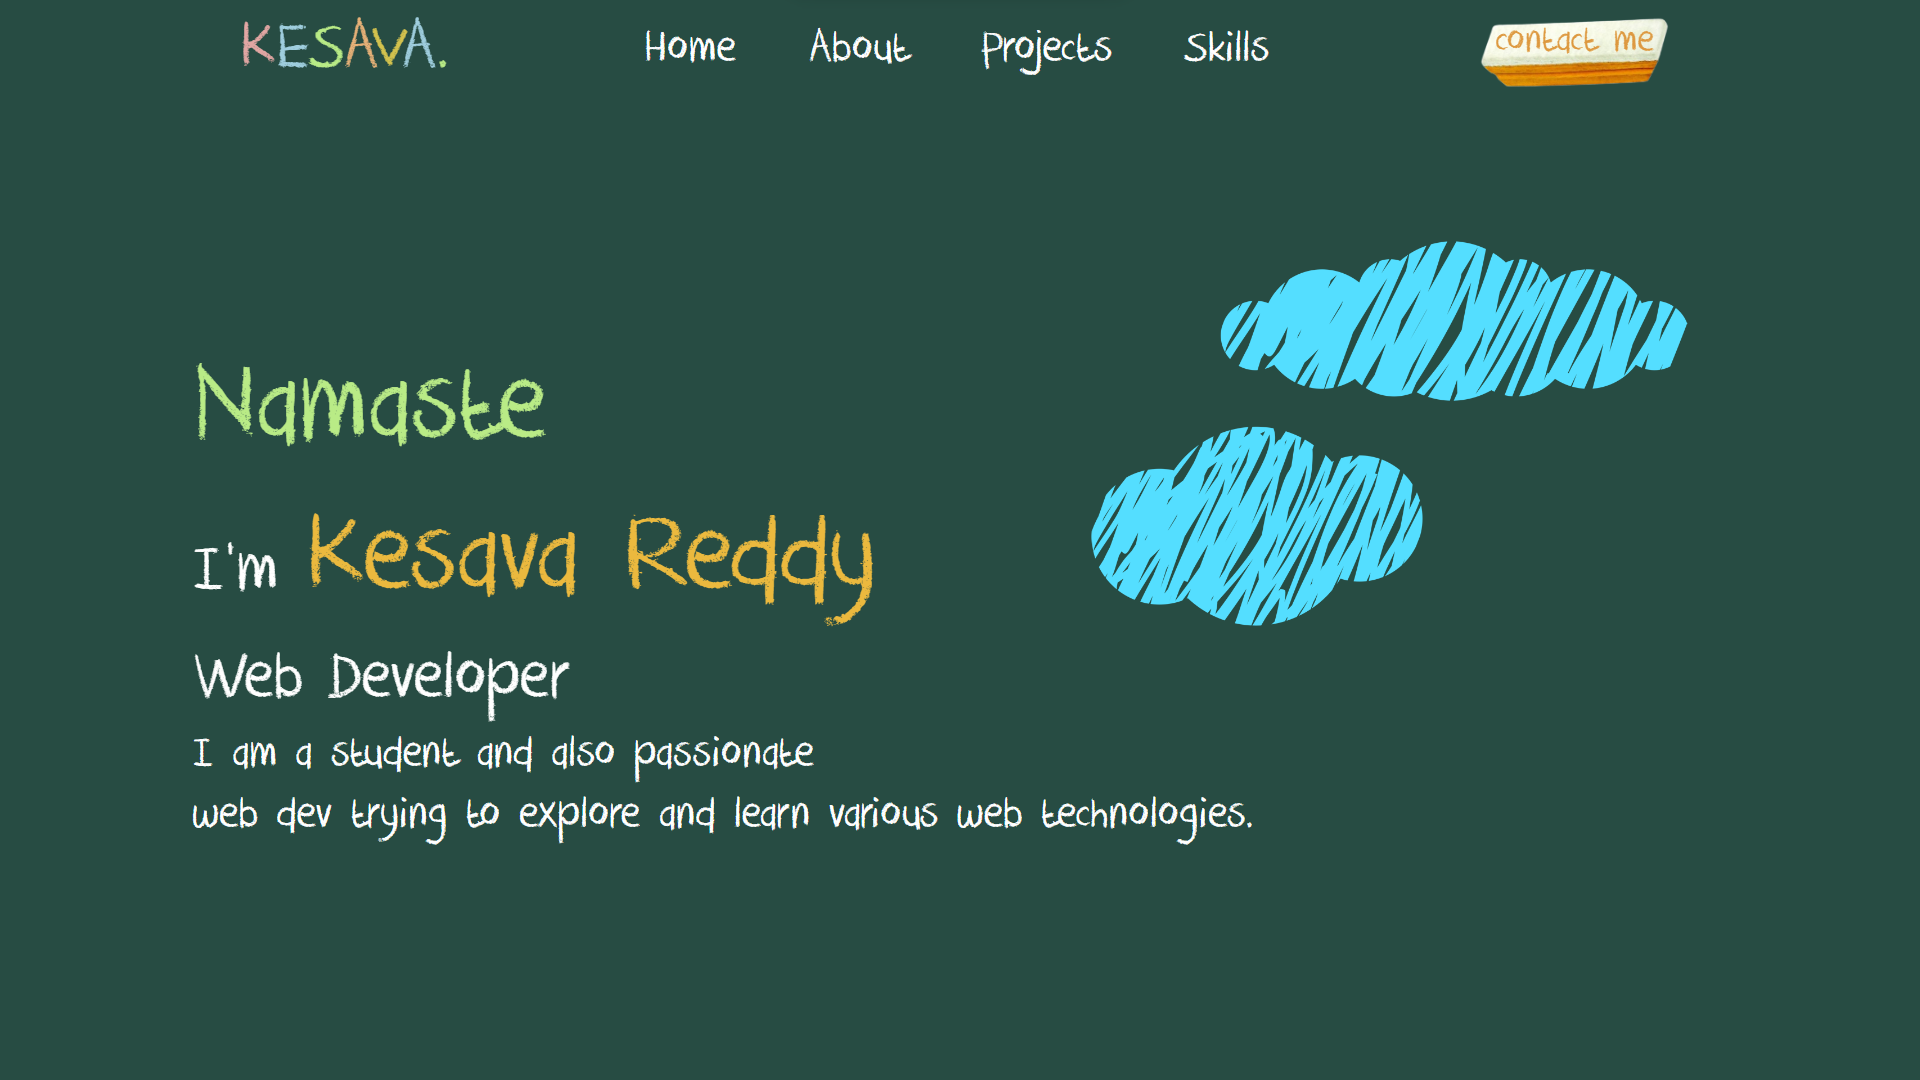 KESAVA.
Home About Projects Skills
contact me
Namaste
I'm Kesava Reddy
Web Developer
I am a student and also passionate
web dev trying to explore and learn various web technologies.